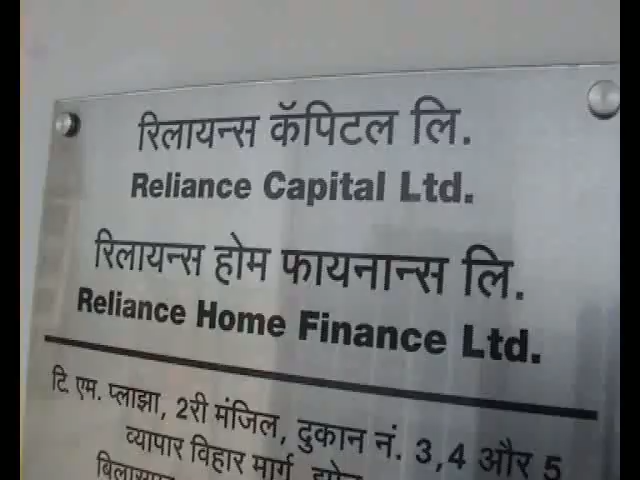 रिलायन्स कॅपिटल लि.
Reliance Capital Ltd.
रिलायन्स होम फायनान्स लि.
Reliance Home Finance Ltd.
टि. एम. प्लाझा, 2री मंजिल, दुकान नं. 3,4 और 5
व्यापार विहार मार्ग,